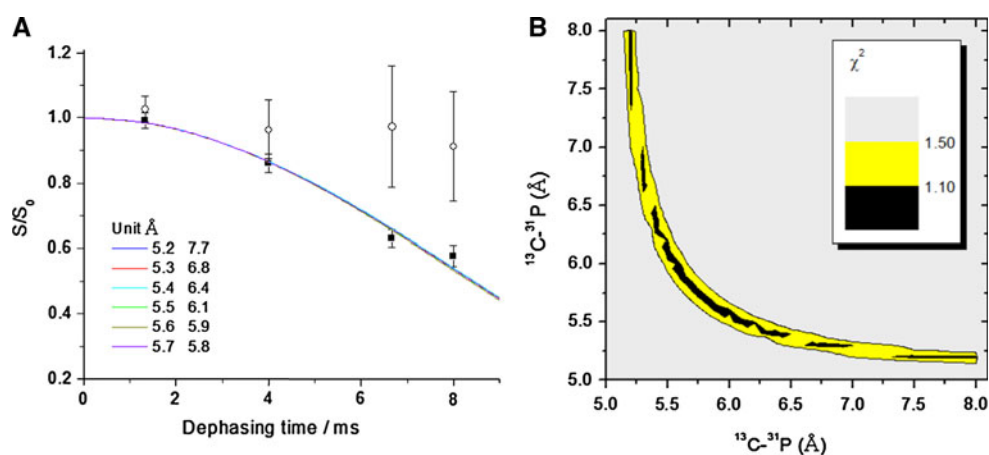 A
1.2
1.0
0.8
0.6
0.4
0.2
S/S₀
Unit Å
5.2 7.7
5.3 6.8
5.4 6.4
5.5 6.1
5.6 5.9
5.7 5.8
0 2 4 6 8
Dephasing time / ms
B
8.0
7.5
7.0
6.5
6.0
5.5
5.0
¹³C-³¹P (Å)
χ²
1.50
1.10
5.0 5.5 6.0 6.5 7.0 7.5 8.0
¹³C-³¹P (Å)